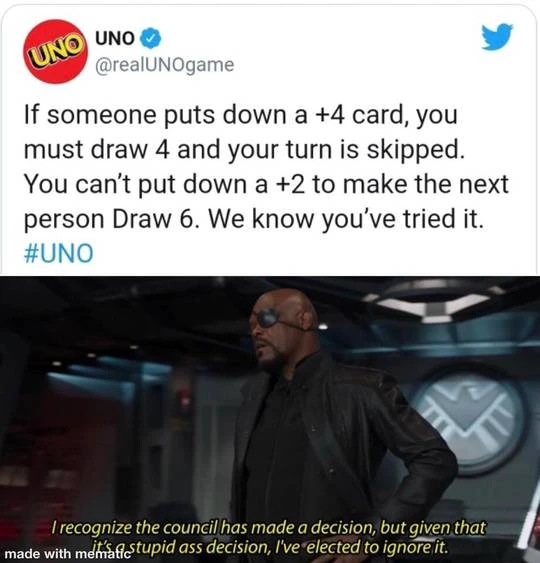 UNO
UNO
@realUNOgame
If someone puts down a +4 card, you
must draw 4 and your turn is skipped.
You can’t put down a +2 to make the next
person Draw 6. We know you’ve tried it.
#UNO
I recognize the council has made a decision, but given that
it's a stupid ass decision, I've elected to ignore it.
made with mematic